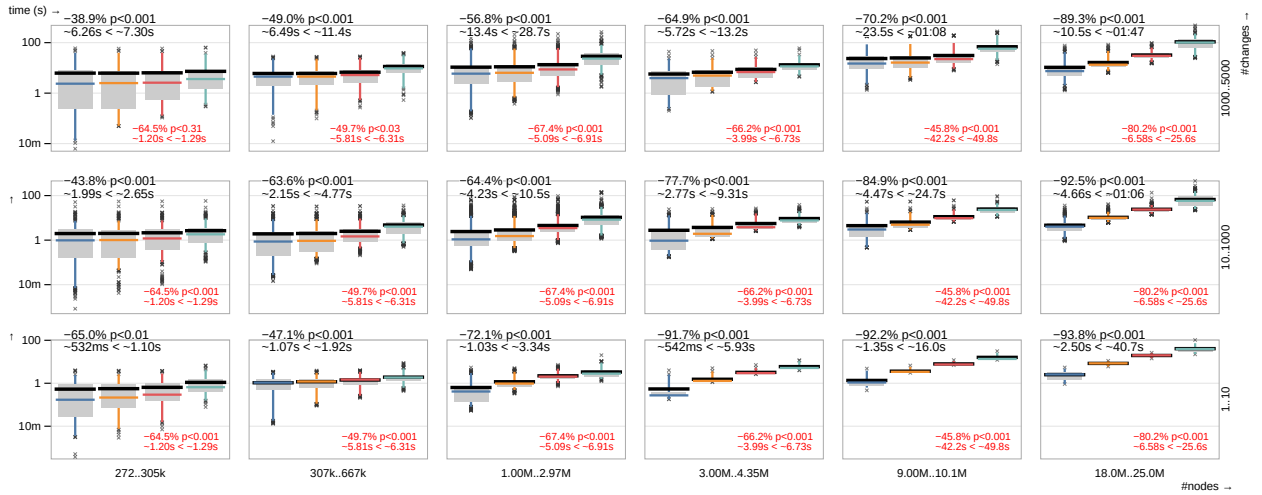 time (s) →
−38.9% p<0.001
~6.26s < ~7.30s
−49.0% p<0.001
~6.49s < ~11.4s
−56.8% p<0.001
~13.4s < ~28.7s
−64.9% p<0.001
~5.72s < ~13.2s
−70.2% p<0.001
~23.5s < ~01:08
−89.3% p<0.001
~10.5s < ~01:47
#changes →
100
1
10m
−64.5% p<0.31
~1.20s < ~1.29s
−49.7% p<0.03
~5.81s < ~6.31s
−67.4% p<0.001
~5.09s < ~6.91s
−66.2% p<0.001
~3.99s < ~6.73s
−45.8% p<0.001
~42.2s < ~49.8s
−80.2% p<0.001
~6.58s < ~25.6s
1000..5000
↑
−43.8% p<0.001
~1.99s < ~2.65s
−63.6% p<0.001
~2.15s < ~4.77s
−64.4% p<0.001
~4.23s < ~10.5s
−77.7% p<0.001
~2.77s < ~9.31s
−84.9% p<0.001
~4.47s < ~24.7s
−92.5% p<0.001
~4.66s < ~01:06
100
1
10m
−64.5% p<0.001
~1.20s < ~1.29s
−49.7% p<0.001
~5.81s < ~6.31s
−67.4% p<0.001
~5.09s < ~6.91s
−66.2% p<0.001
~3.99s < ~6.73s
−45.8% p<0.001
~42.2s < ~49.8s
−80.2% p<0.001
~6.58s < ~25.6s
10..1000
↑
−65.0% p<0.01
~532ms < ~1.10s
−47.1% p<0.001
~1.07s < ~1.92s
−72.1% p<0.001
~1.03s < ~3.34s
−91.7% p<0.001
~542ms < ~5.93s
−92.2% p<0.001
~1.35s < ~16.0s
−93.8% p<0.001
~2.50s < ~40.7s
100
1
10m
−64.5% p<0.001
~1.20s < ~1.29s
−49.7% p<0.001
~5.81s < ~6.31s
−67.4% p<0.001
~5.09s < ~6.91s
−66.2% p<0.001
~3.99s < ~6.73s
−45.8% p<0.001
~42.2s < ~49.8s
−80.2% p<0.001
~6.58s < ~25.6s
1..10
272..305k
307k..667k
1.00M..2.97M
3.00M..4.35M
9.00M..10.1M
18.0M..25.0M
#nodes →